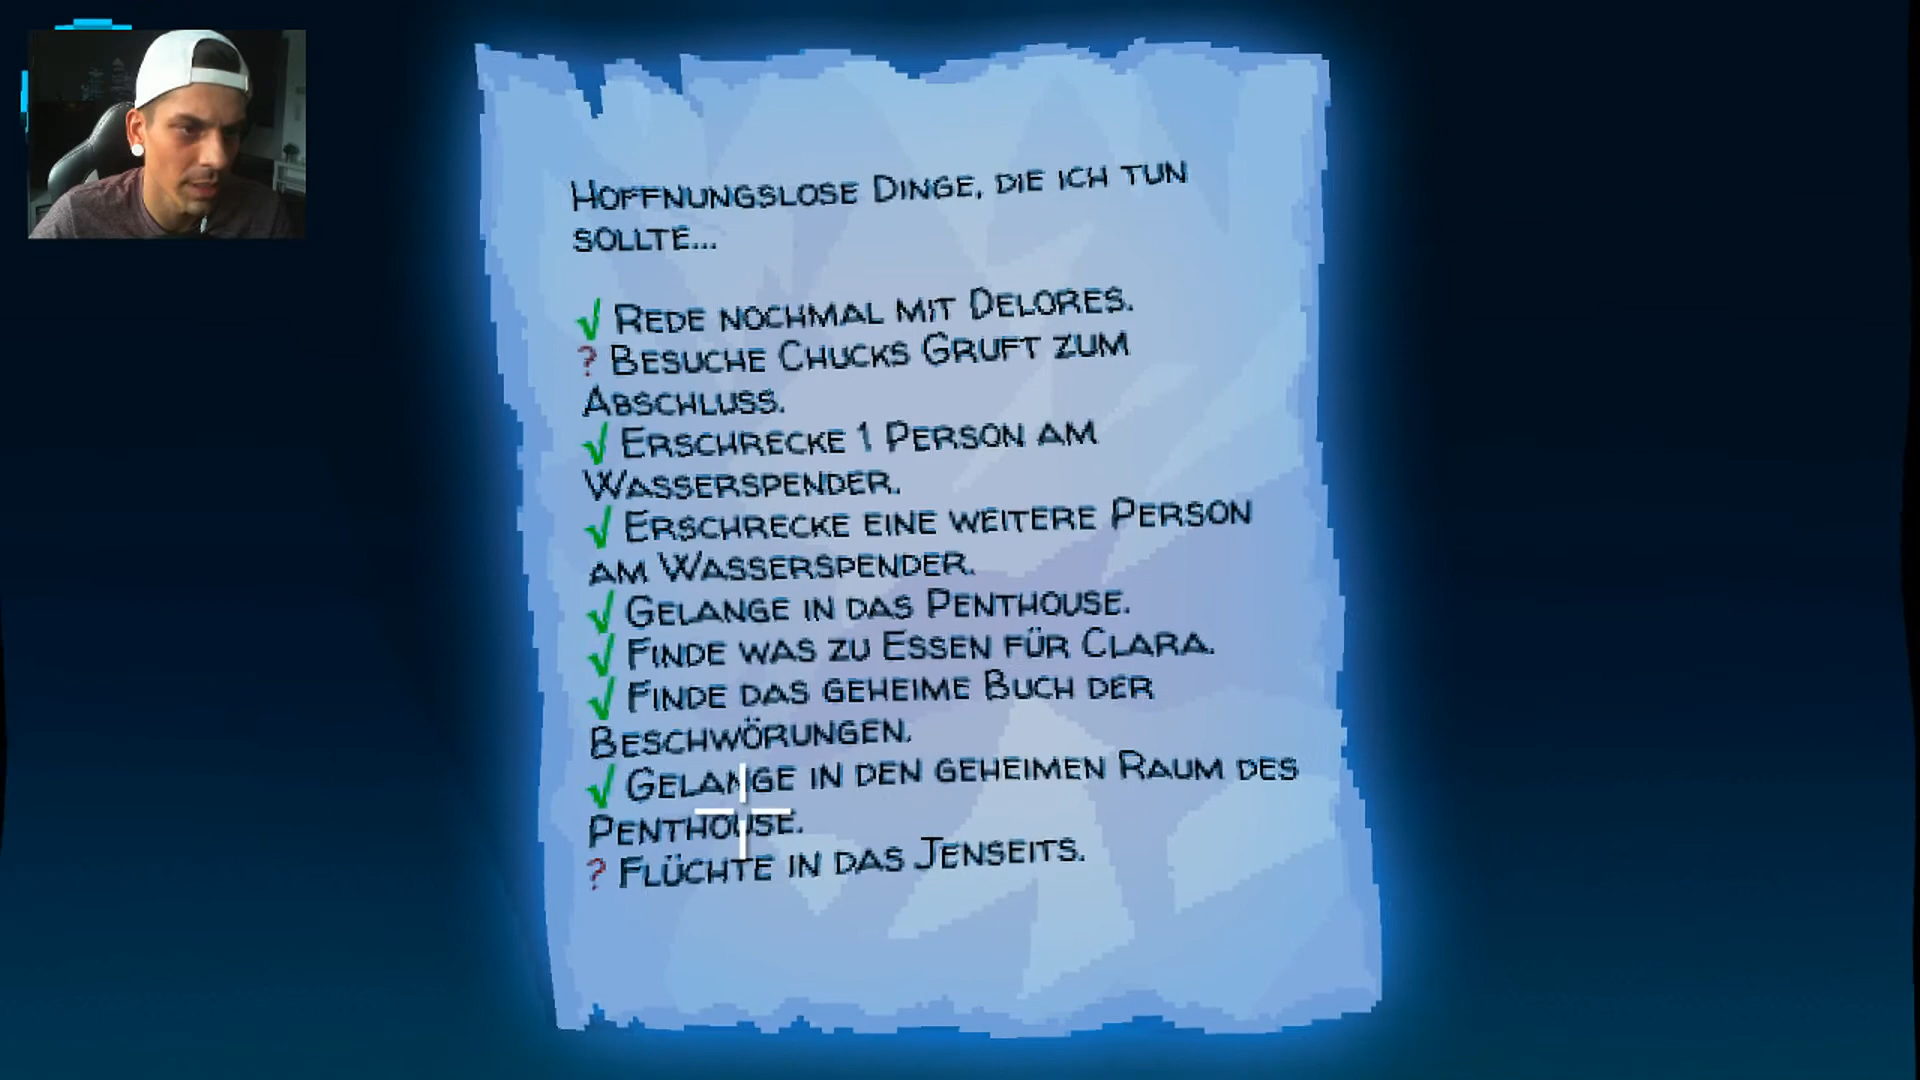 Hoffnungslose Dinge, die ich tun
sollte...
√ Rede nochmal mit Delores.
? Besuche Chucks Gruft zum
Abschluss.
√ Erschrecke 1 Person am
Wasserspender.
√ Erschrecke eine weitere Person
am Wasserspender.
√ Gelange in das Penthouse.
√ Finde was zu Essen für Clara.
√ Finde das geheime Buch der
Beschwörungen.
√ Gelange in den geheimen Raum des
Penthouse.
? Flüchte in das Jenseits.